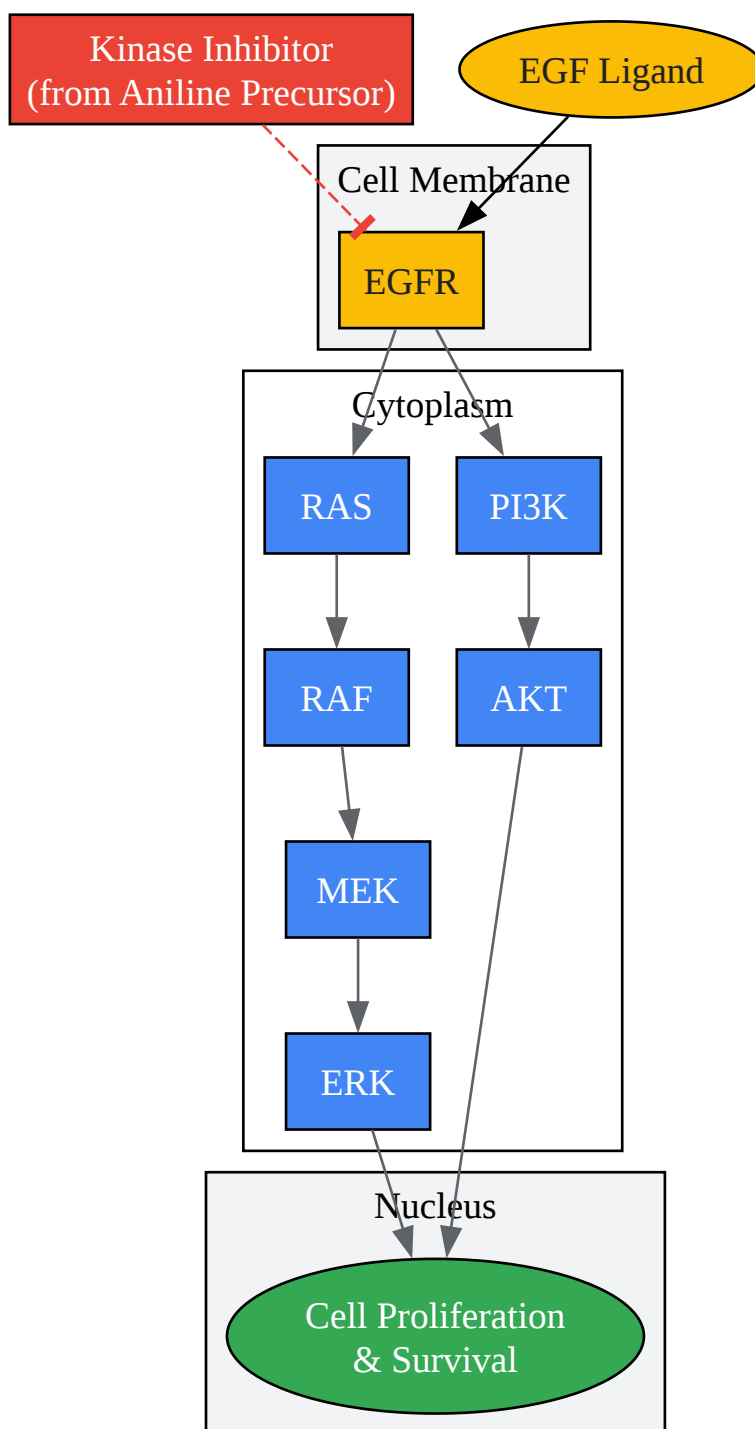 Kinase Inhibitor
(from Aniline Precursor)
EGF Ligand
Cell Membrane
EGFR
Cytoplasm
RAS
PI3K
RAF
AKT
MEK
ERK
Nucleus
Cell Proliferation
& Survival